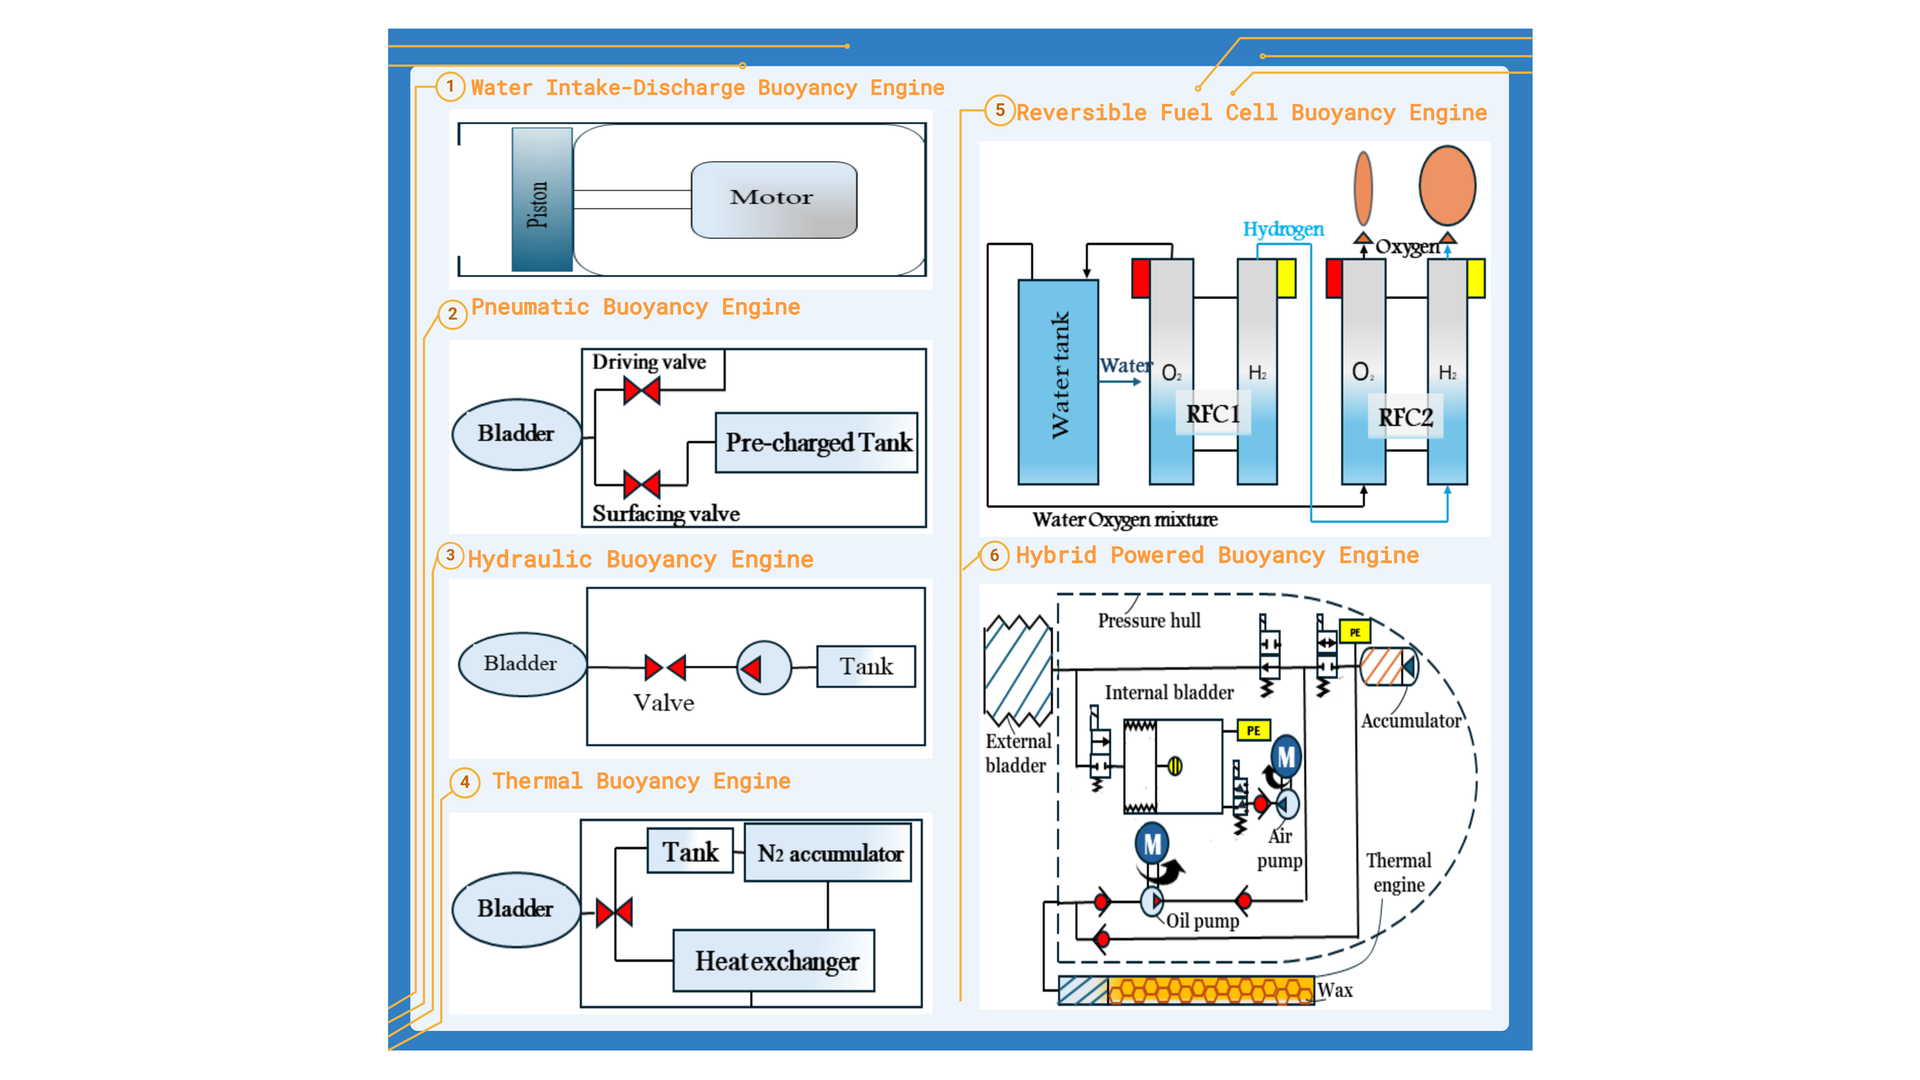 1 Water Intake-Discharge Buoyancy Engine
Piston
Motor
2 Pneumatic Buoyancy Engine
Driving valve
Bladder
Pre-charged Tank
Surfacing valve
3 Hydraulic Buoyancy Engine
Bladder
Tank
Valve
4 Thermal Buoyancy Engine
Tank
N2 accumulator
Bladder
Heat exchanger
5 Reversible Fuel Cell Buoyancy Engine
Hydrogen
Oxygen
Water tank
Water
O2
H2
O2
H2
RFC1
RFC2
Water Oxygen mixture
6 Hybrid Powered Buoyancy Engine
Pressure hull
PE
Internal bladder
Accumulator
External
bladder
PE
M
Air
pump
M
Thermal
engine
Oil pump
Wax